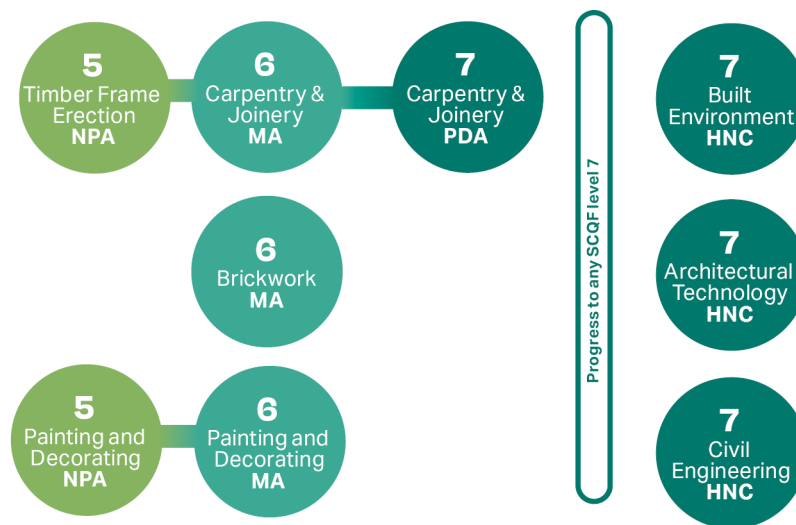 5
Timber Frame
Erection
NPA
6
Carpentry &
Joinery
MA
7
Carpentry &
Joinery
PDA
6
Brickwork
MA
5
Painting and
Decorating
NPA
6
Painting and
Decorating
MA
Progress to any SCQF level 7
7
Built
Environment
HNC
7
Architectural
Technology
HNC
7
Civil
Engineering
HNC